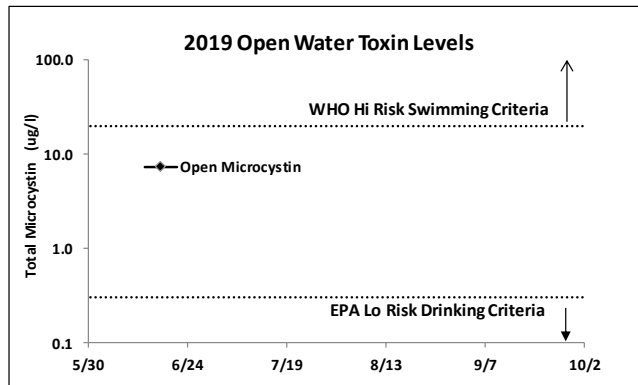 2019 Open Water Toxin Levels
100.0
WHO Hi Risk Swimming Criteria
10.0
Open Microcystin
Total Microcystin (ug/l)
1.0
EPA Lo Risk Drinking Criteria
0.1
5/30 6/24 7/19 8/13 9/7 10/2